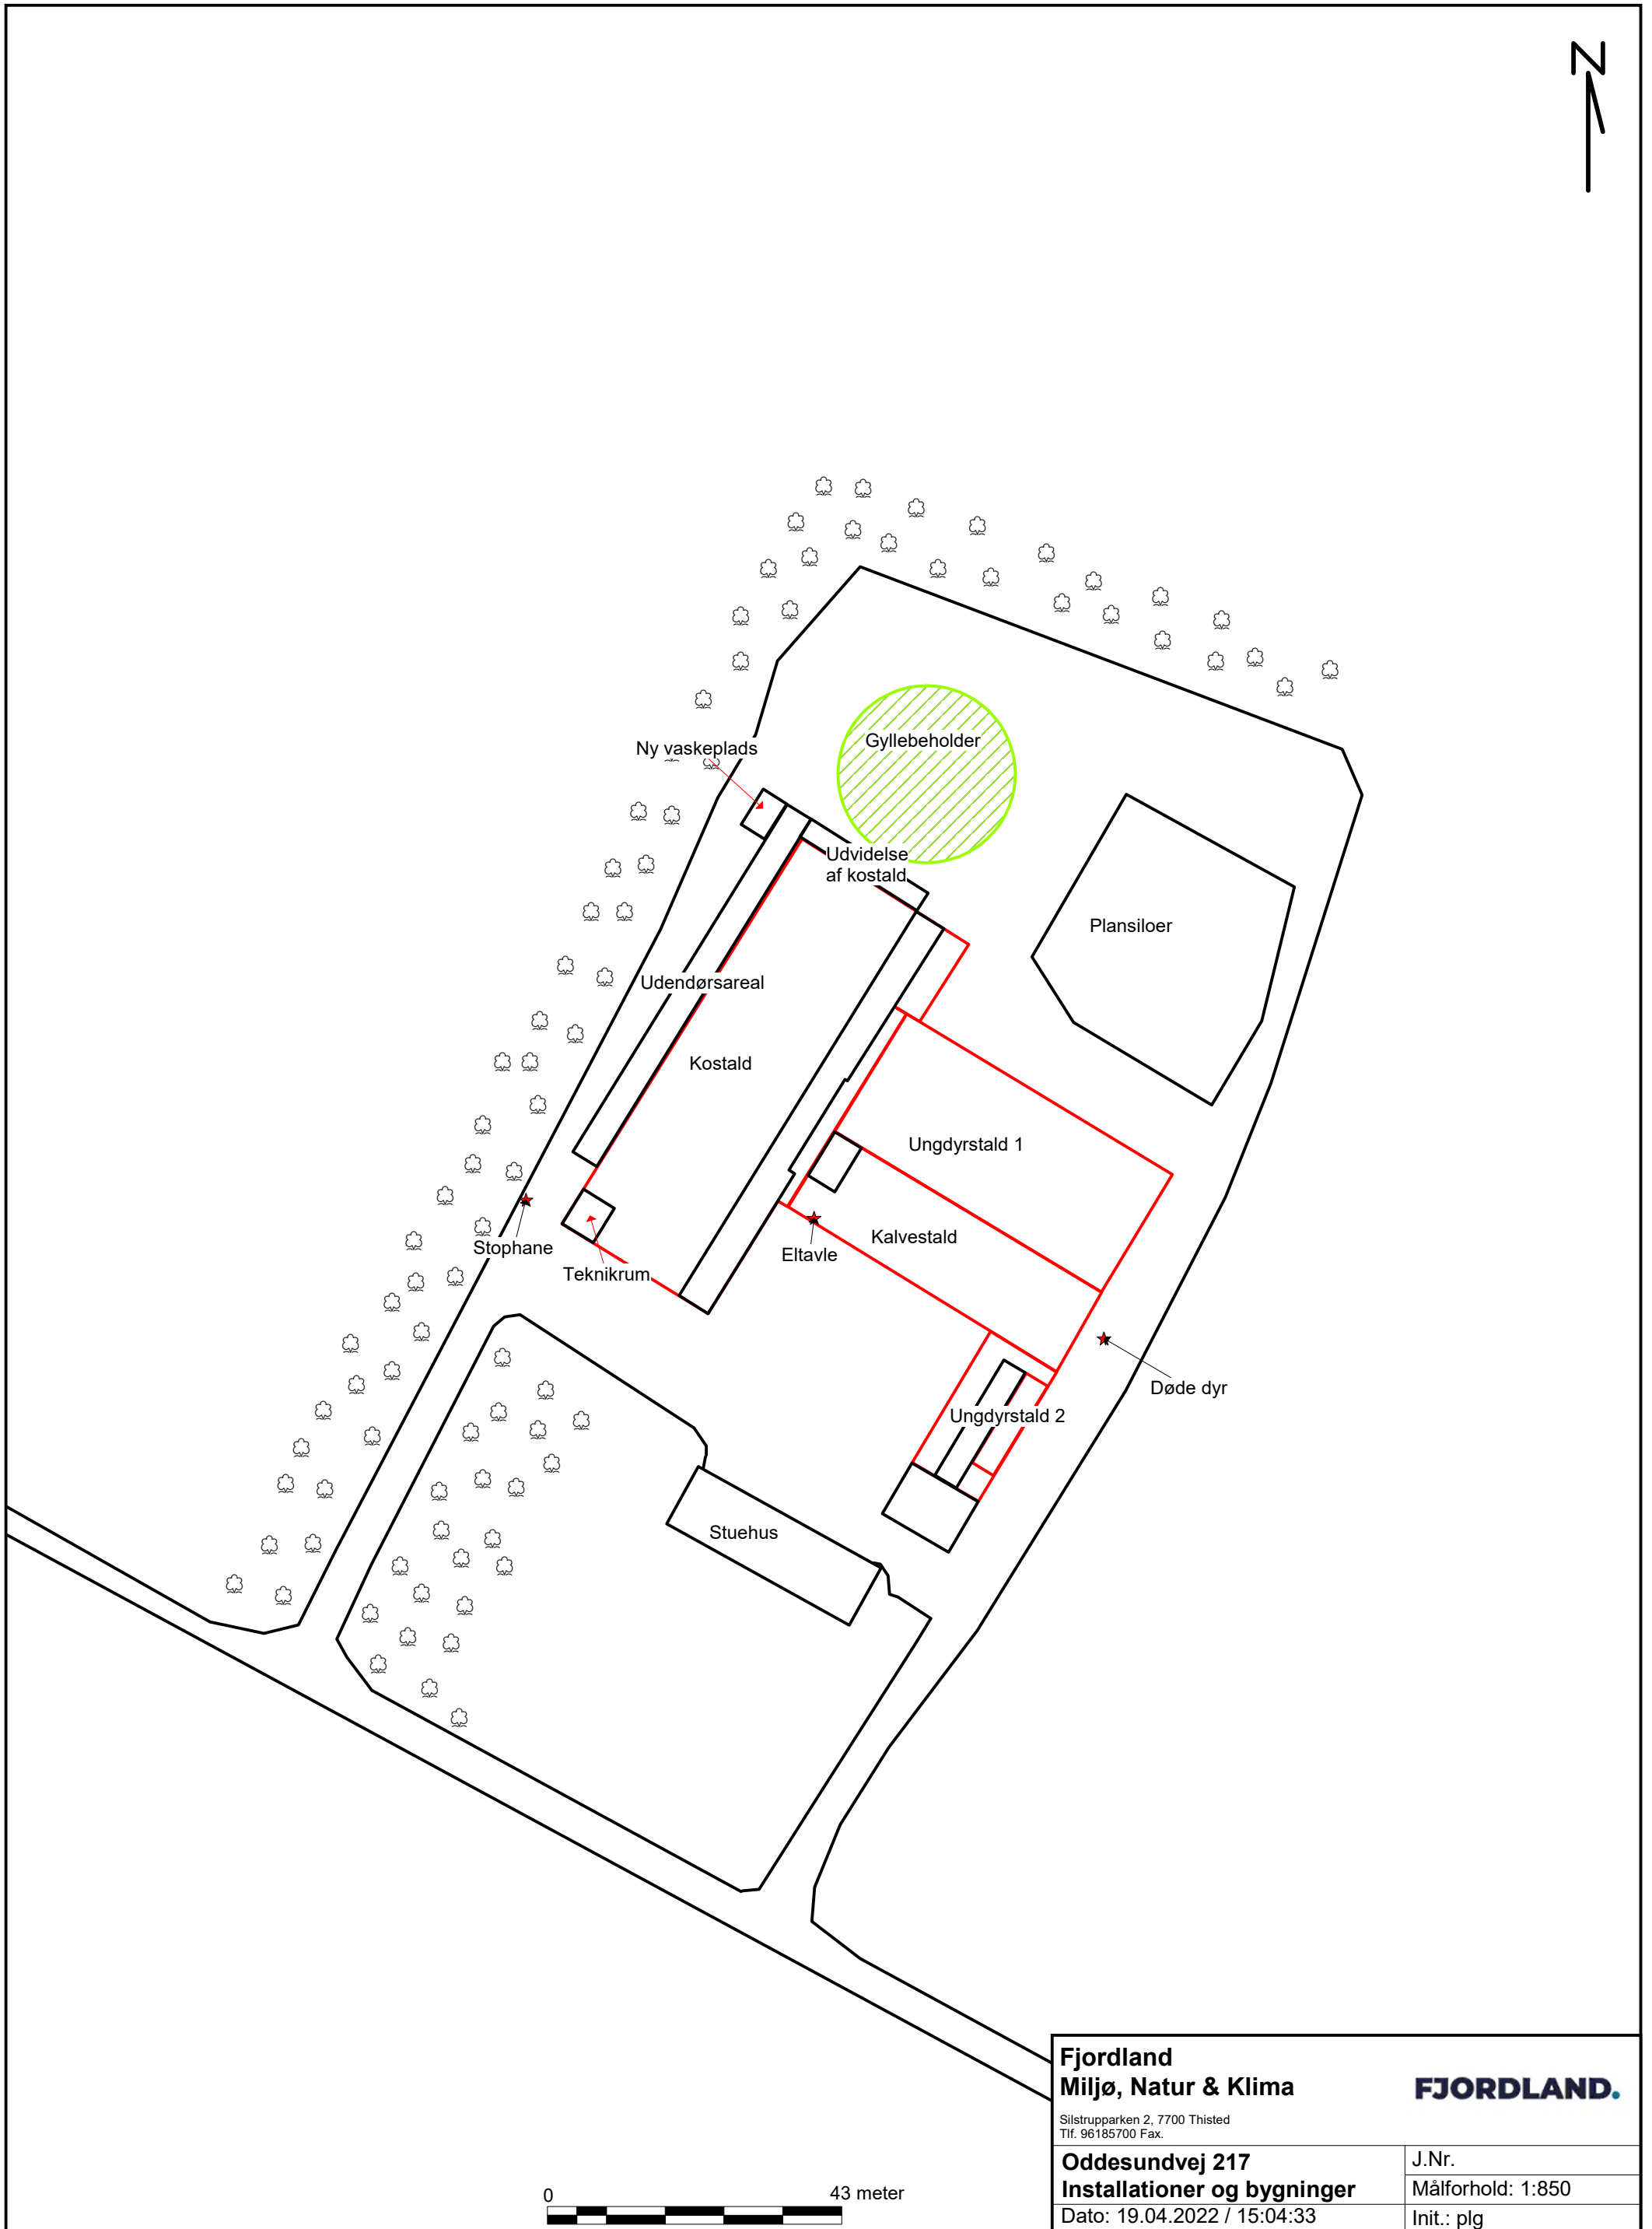 N
Ny vaskeplads
Gyllebeholder
Udvidelse
af kostald
Plansiloer
Udendørsareal
Kostald
Ungdyrstald 1
Kalvestald
Eltavle
Stophane
Teknikrum
Døde dyr
Ungdyrstald 2
Stuehus
Fjordland
Miljø, Natur & Klima
FJORDLAND.
Silstrupparken 2, 7700 Thisted
Tlf. 96185700 Fax.
Oddesundvej 217
Installationer og bygninger
J.Nr.
Målforhold: 1:850
Dato: 19.04.2022 / 15:04:33
Init.: plg
0 43 meter